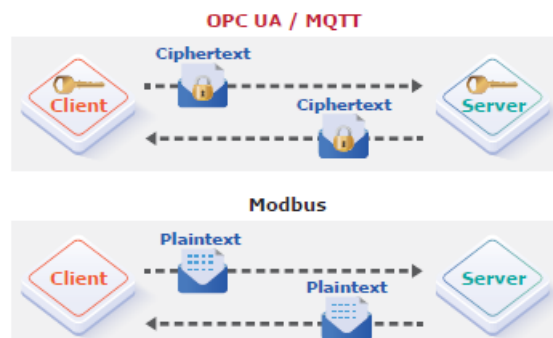 OPC UA / MQTT
Ciphertext
Client
Server
Ciphertext
Modbus
Plaintext
Client
Server
Plaintext